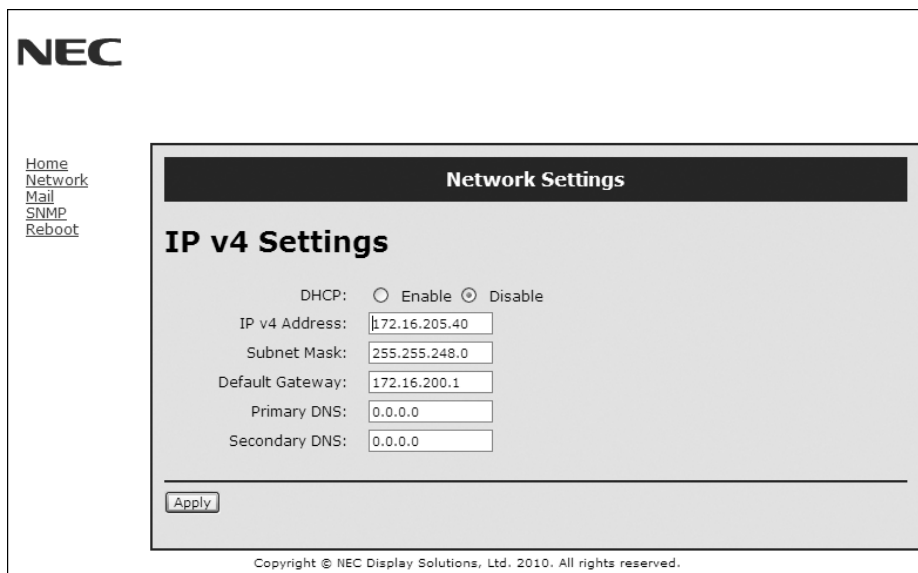 NEC
Home
Network
Mail
SNMP
Reboot
Network Settings
IP v4 Settings
DHCP: Enable Disable
IP v4 Address: 172.16.205.40
Subnet Mask: 255.255.248.0
Default Gateway: 172.16.200.1
Primary DNS: 0.0.0.0
Secondary DNS: 0.0.0.0
Apply
Copyright © NEC Display Solutions, Ltd. 2010. All rights reserved.